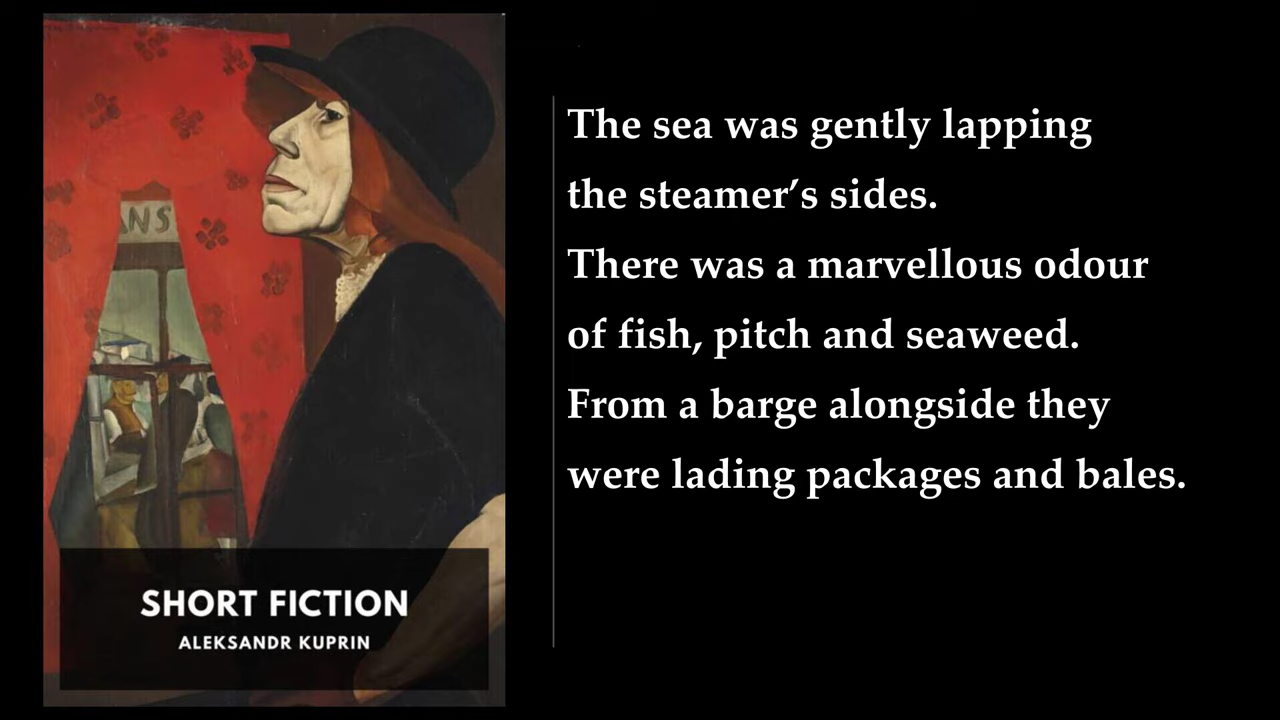 NS
SHORT FICTION
ALEKSANDR KUPRIN
The sea was gently lapping
the steamer’s sides.
There was a marvellous odour
of fish, pitch and seaweed.
From a barge alongside they
were lading packages and bales.